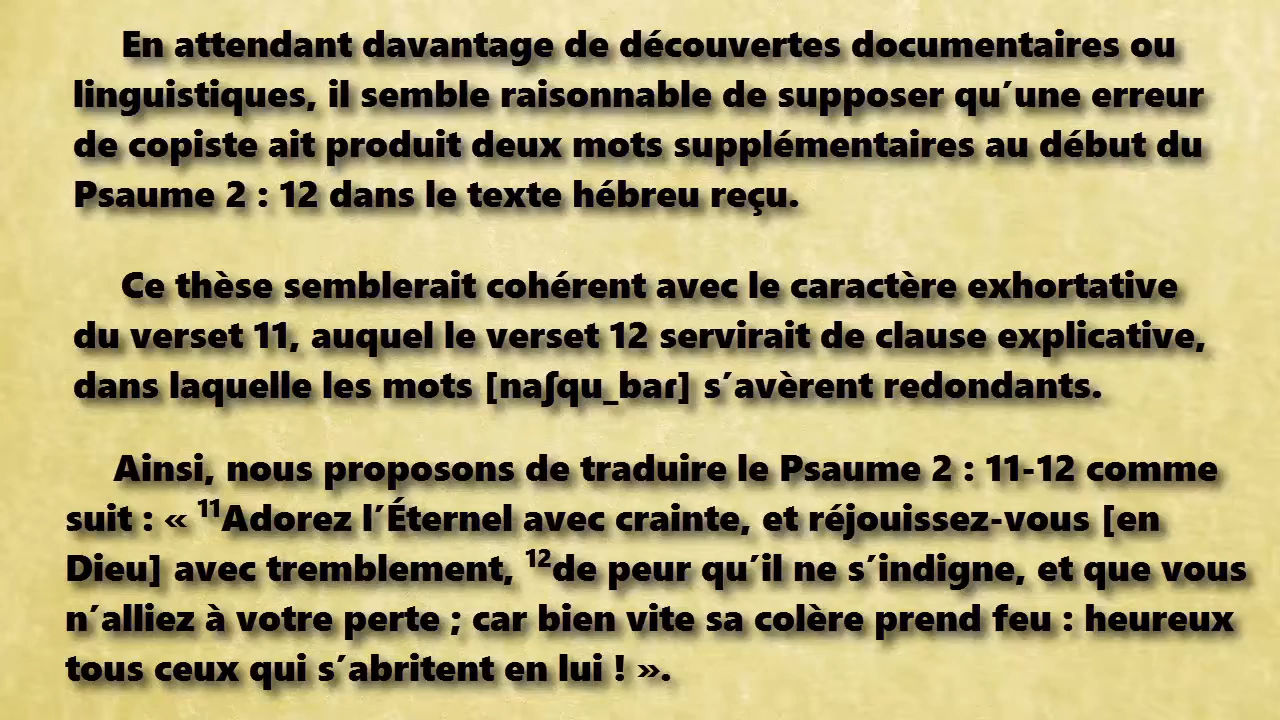 En attendant davantage de découvertes documentaires ou
linguistiques, il semble raisonnable de supposer qu´une erreur
de copiste ait produit deux mots supplémentaires au début du
Psaume 2 : 12 dans le texte hébreu reçu.
Ce thèse semblerait cohérent avec le caractère exhortative
du verset 11, auquel le verset 12 servirait de clause explicative,
dans laquelle les mots [naʃqu_baɾ] s´avèrent redondants.
Ainsi, nous proposons de traduire le Psaume 2 : 11-12 comme
suit : « ¹¹Adorez l´Éternel avec crainte, et réjouissez-vous [en
Dieu] avec tremblement, ¹²de peur qu´il ne s´indigne, et que vous
n´alliez à votre perte ; car bien vite sa colère prend feu : heureux
tous ceux qui s´abritent en lui ! ».